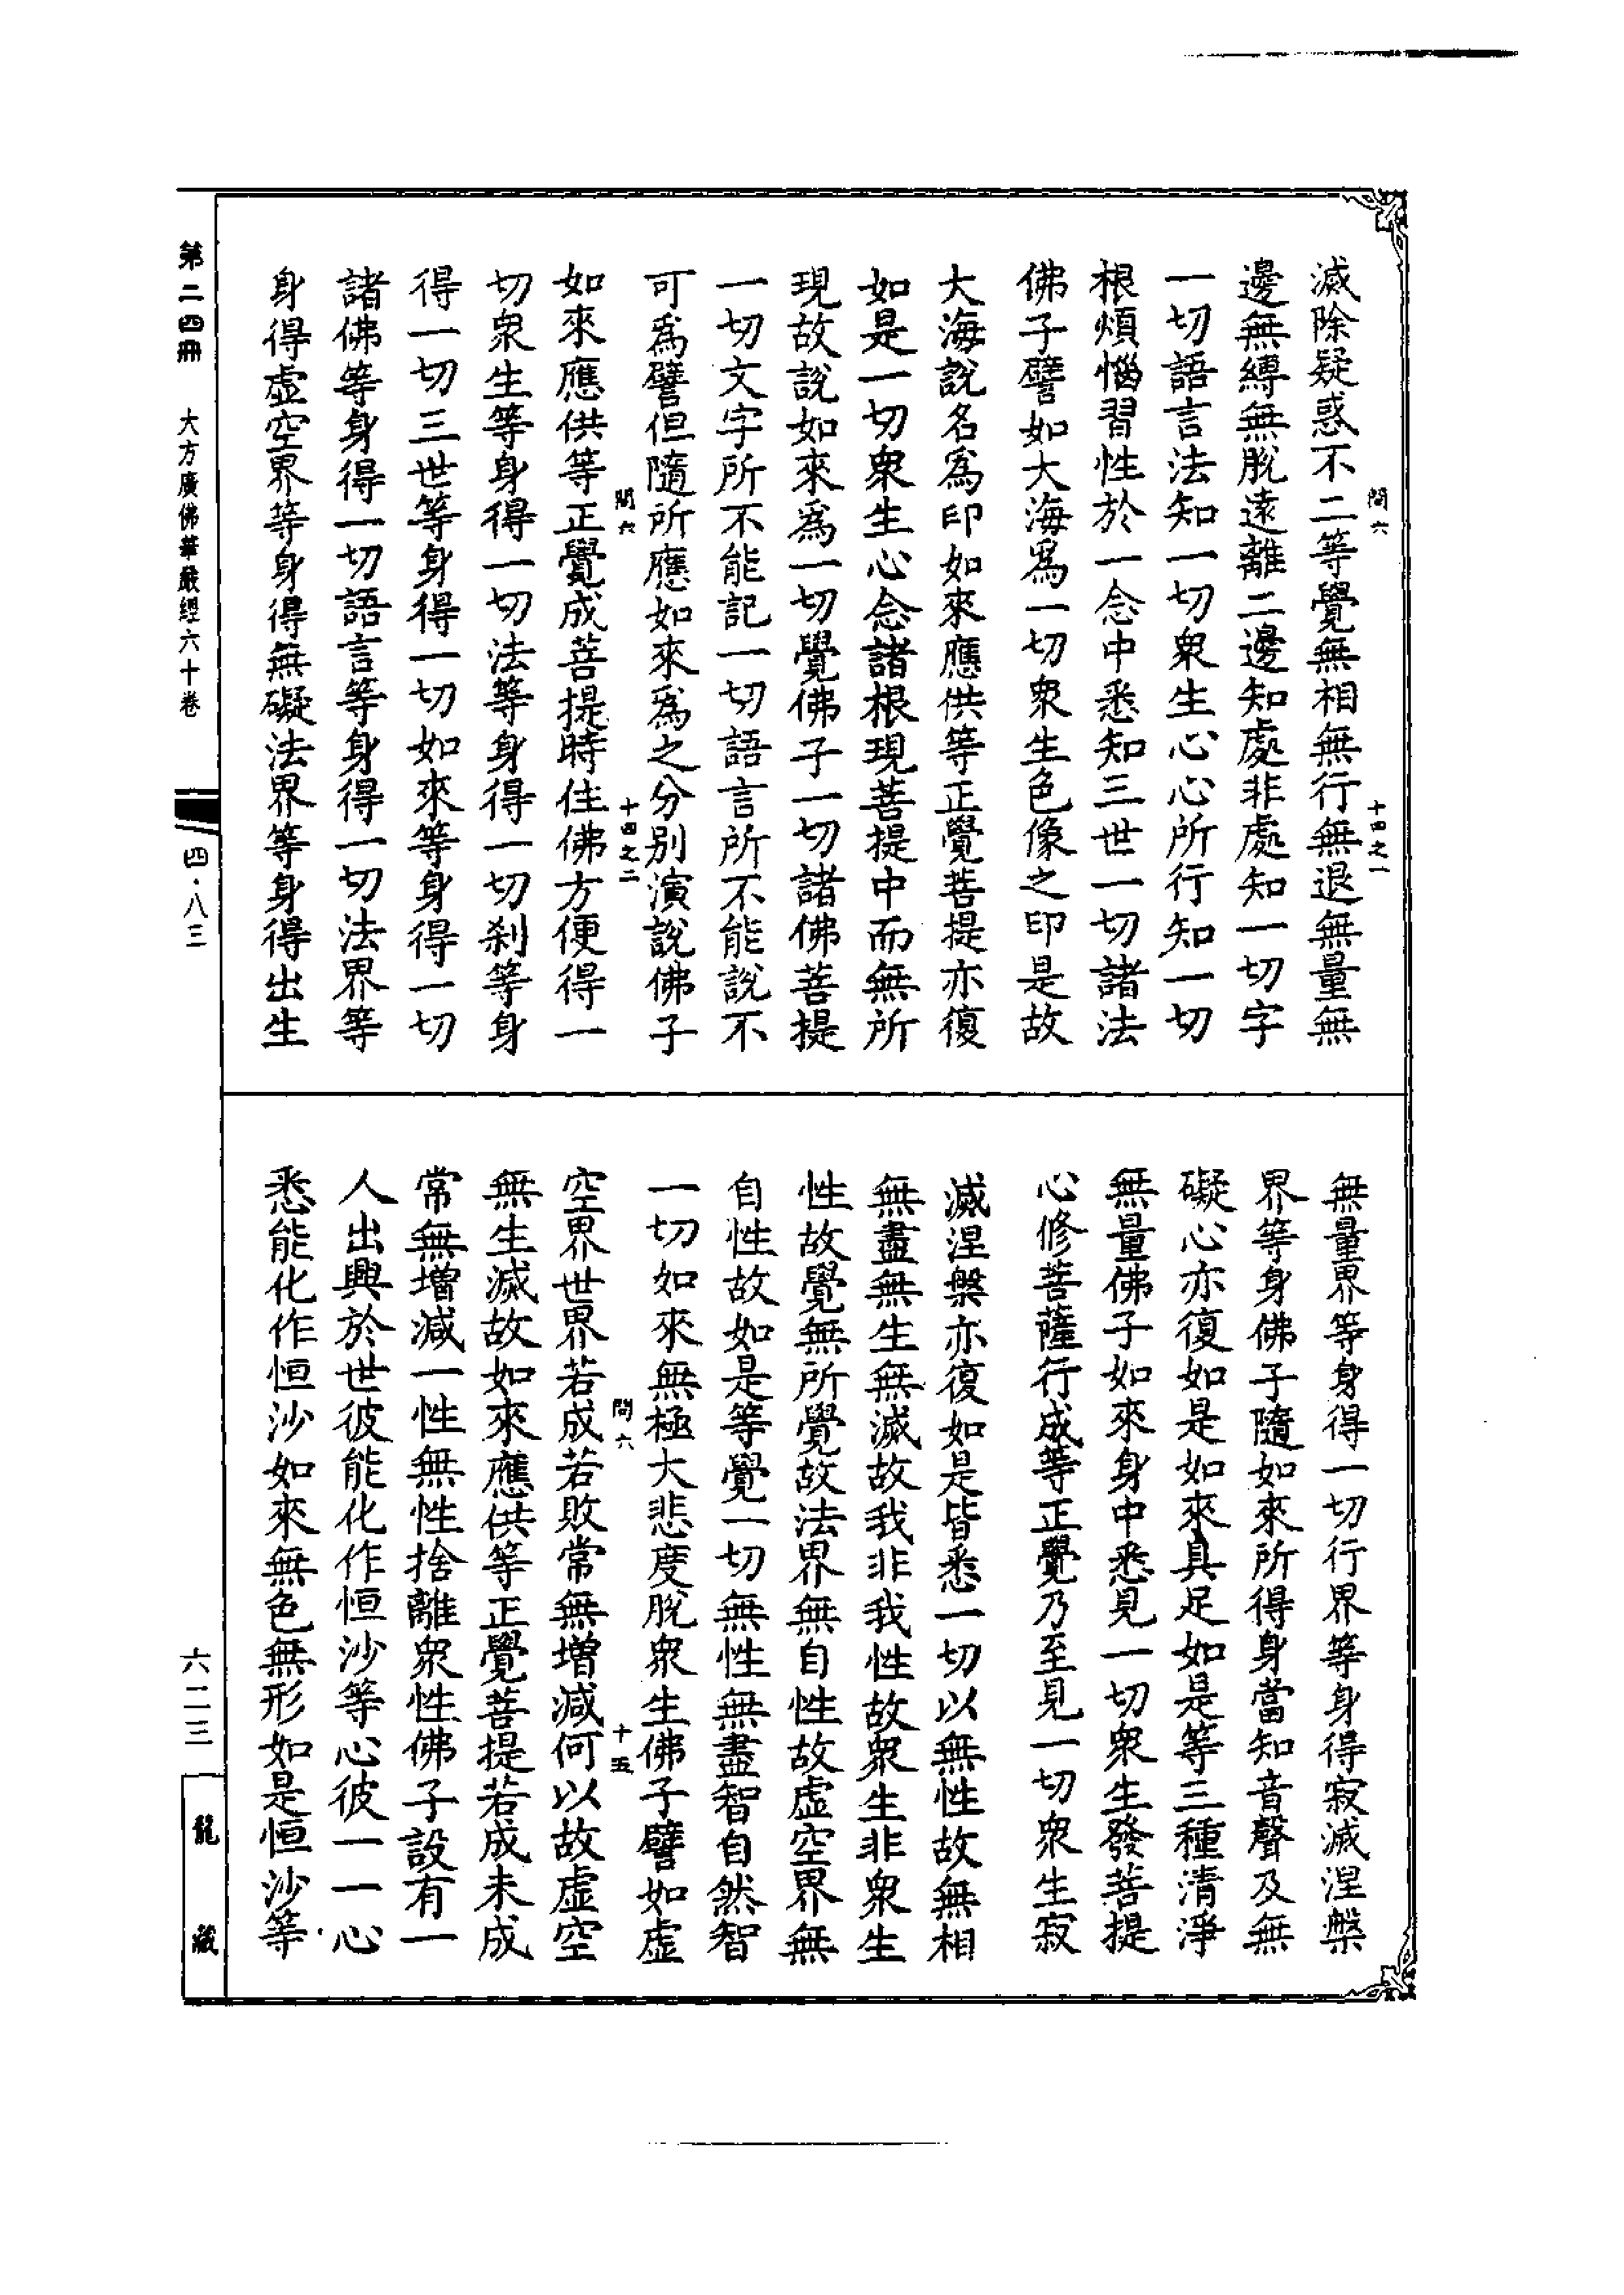 問六
十四之一
滅除疑惑不二等覺無相無行無退無量無
邊無縛無脫遠離二邊知處非處知一切字
一切語言法知一切衆生心心所行知一切
根煩惱習性於一念中悉知三世一切諸法
佛子譬如大海爲一切衆生色像之印是故
大海說名爲印如來應供等正覺菩提亦復
如是一切衆生心念諸根現菩提中而無所
現故說如來爲一切覺佛子一切諸佛菩提
一切文字所不能記一切語言所不能說不
可爲譬但隨所應如來爲之分別演說佛子
問六
十四之二
如來應供等正覺成菩提時住佛方便得一
切衆生等身得一切法等身得一切刹等身
得一切三世等身得一切如來等身得一切
諸佛等身得一切語言等身得一切法界等
身得虛空界等身得無礙法界等身得出生
無量界等身得一切行界等身得寂滅涅槃
界等身佛子隨如來所得身當知音聲及無
礙心亦復如是如來具足如是等三種清淨
無量佛子如來身中悉見一切衆生發菩提
心修菩薩行成等正覺乃至見一切衆生寂
滅涅槃亦復如是皆悉一切以無性故無相
無盡無生無滅故我非我性故衆生非衆生
性故覺無所覺故法界無自性故虛空界無
自性故如是等覺一切無性無盡智自然智
一切如來無極大悲度脫衆生佛子譬如虛
問六
十五
空界世界若成若敗常無增減何以故虛空
無生滅故如來應供等正覺菩提若成未成
常無增減一性無性捨離衆性佛子設有一
人出興於世彼能化作恒沙等心彼一一心
悉能化作恒沙如來無色無形如是恒沙等
第二四冊 大方廣佛華嚴經六十卷
四·八三
六二三
龍藏